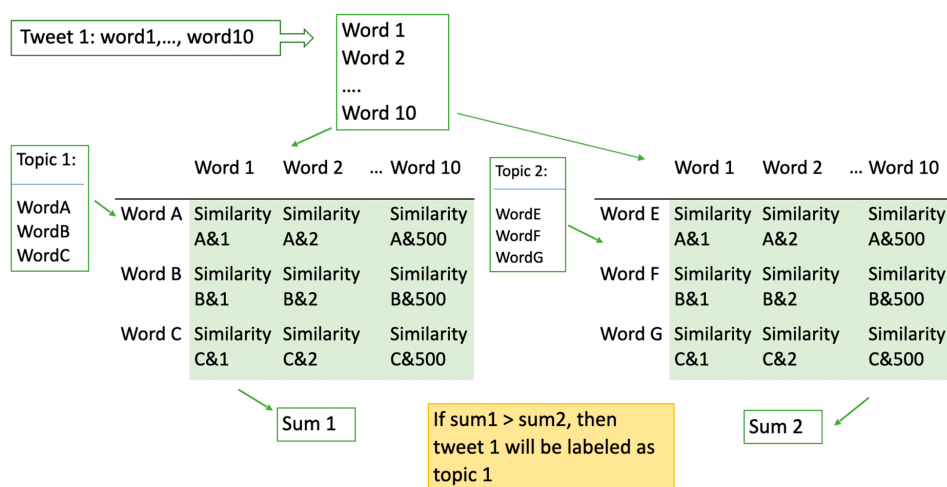 Tweet 1: word1,..., word10
Word 1
Word 2
....
Word 10
Topic 1:
WordA
WordB
WordC
Word 1 Word 2 ... Word 10
Word A Similarity Similarity Similarity
A&1 A&2 A&500
Word B Similarity Similarity Similarity
B&1 B&2 B&500
Word C Similarity Similarity Similarity
C&1 C&2 C&500
Sum 1
Topic 2:
WordE
WordF
WordG
Word 1 Word 2 ... Word 10
Word E Similarity Similarity Similarity
A&1 A&2 A&500
Word F Similarity Similarity Similarity
B&1 B&2 B&500
Word G Similarity Similarity Similarity
C&1 C&2 C&500
Sum 2
If sum1 > sum2, then
tweet 1 will be labeled as
topic 1